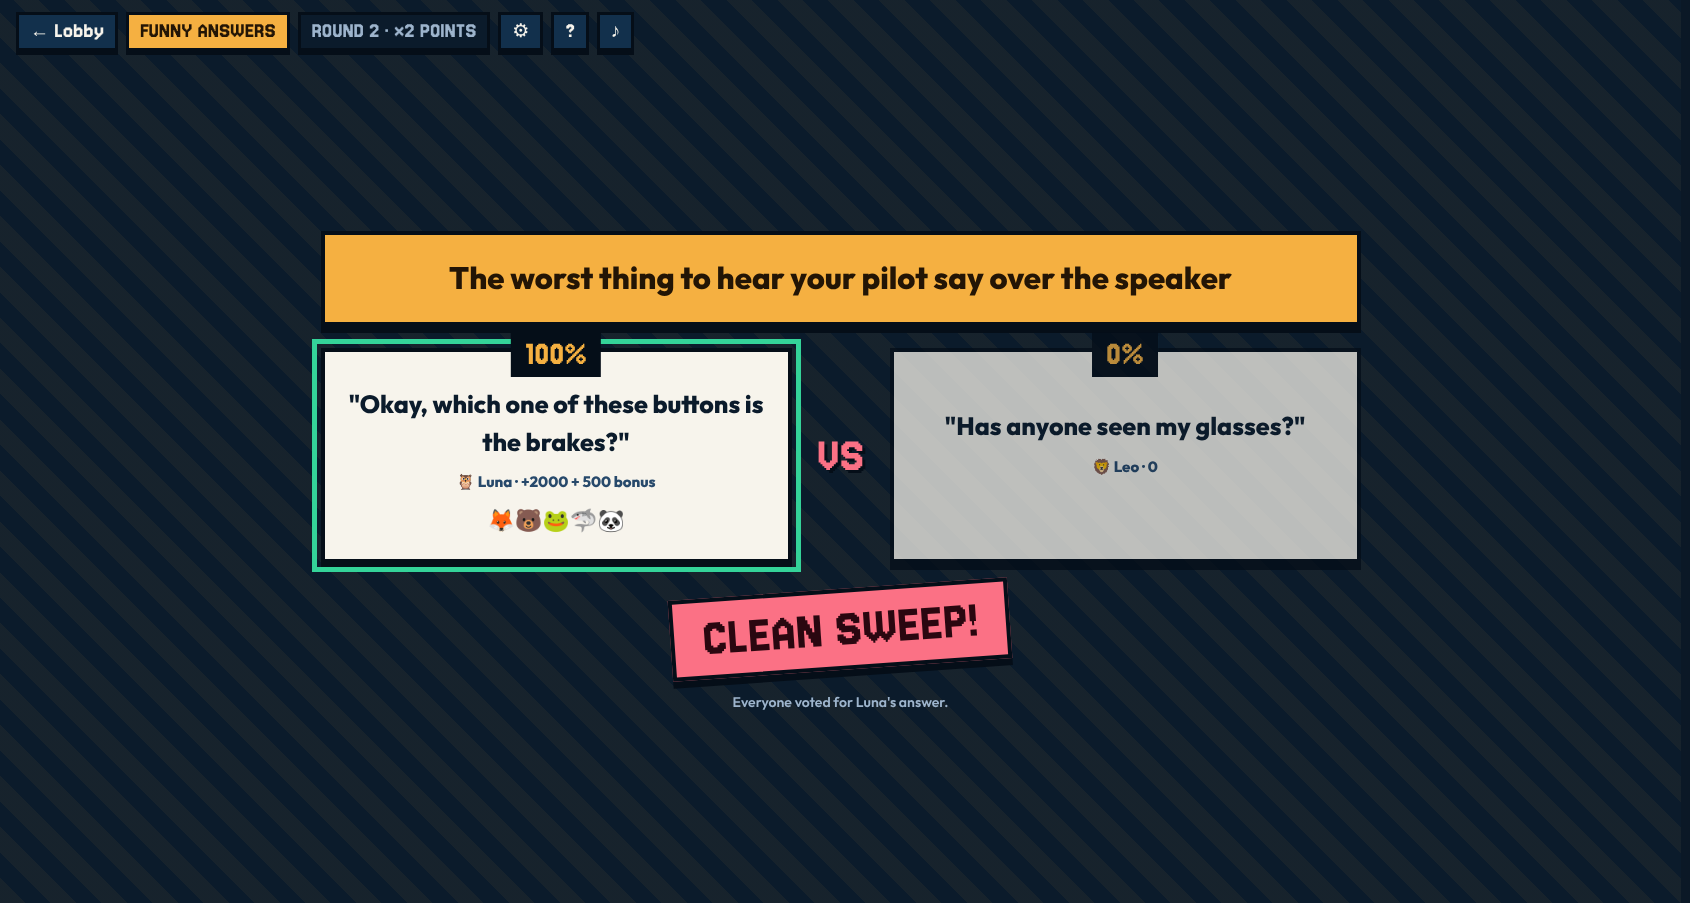 ← Lobby
FUNNY ANSWERS
ROUND 2 · ×2 POINTS
?
The worst thing to hear your pilot say over the speaker
100%
"Okay, which one of these buttons is
the brakes?"
Luna · +2000 + 500 bonus
VS
0%
"Has anyone seen my glasses?"
Leo · 0
CLEAN SWEEP!
Everyone voted for Luna's answer.